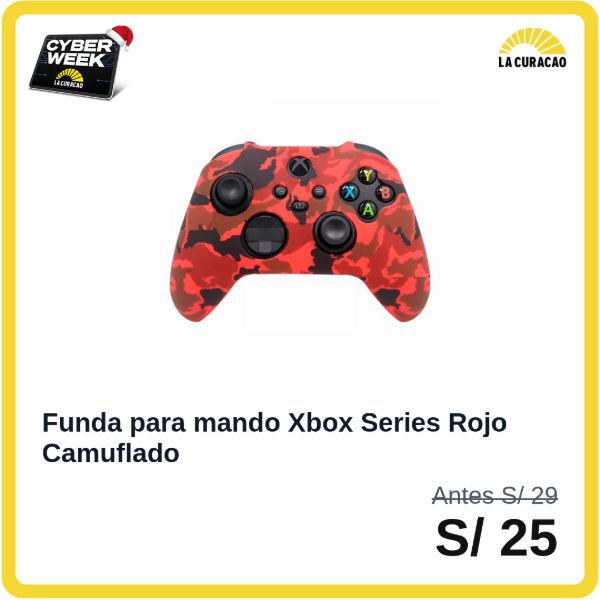 CYBER
WEEK
LA CURACAO
LA CURACAO
Y
X B
A
Funda para mando Xbox Series Rojo
Camuflado
Antes S/ 29
S/ 25